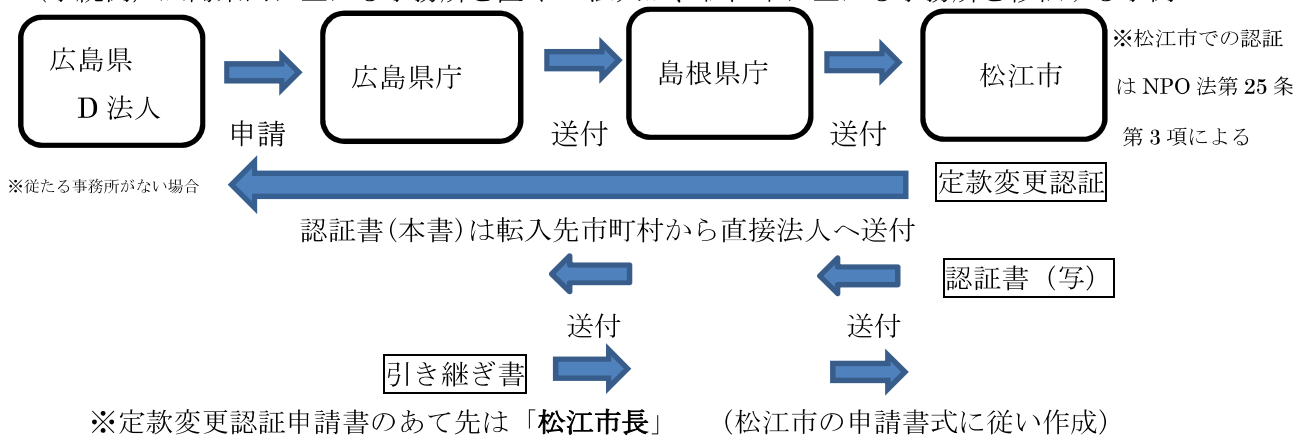 広島県
D 法人
広島県庁
島根県庁
松江市
※松江市での認証
は NPO 法第 25 条
第 3 項による
申請
送付
送付
※従たる事務所がない場合
定款変更認証
認証書(本書)は転入先市町村から直接法人へ送付
認証書（写）
送付
送付
引き継ぎ書
※定款変更認証申請書のあて先は「松江市長」 （松江市の申請書式に従い作成）